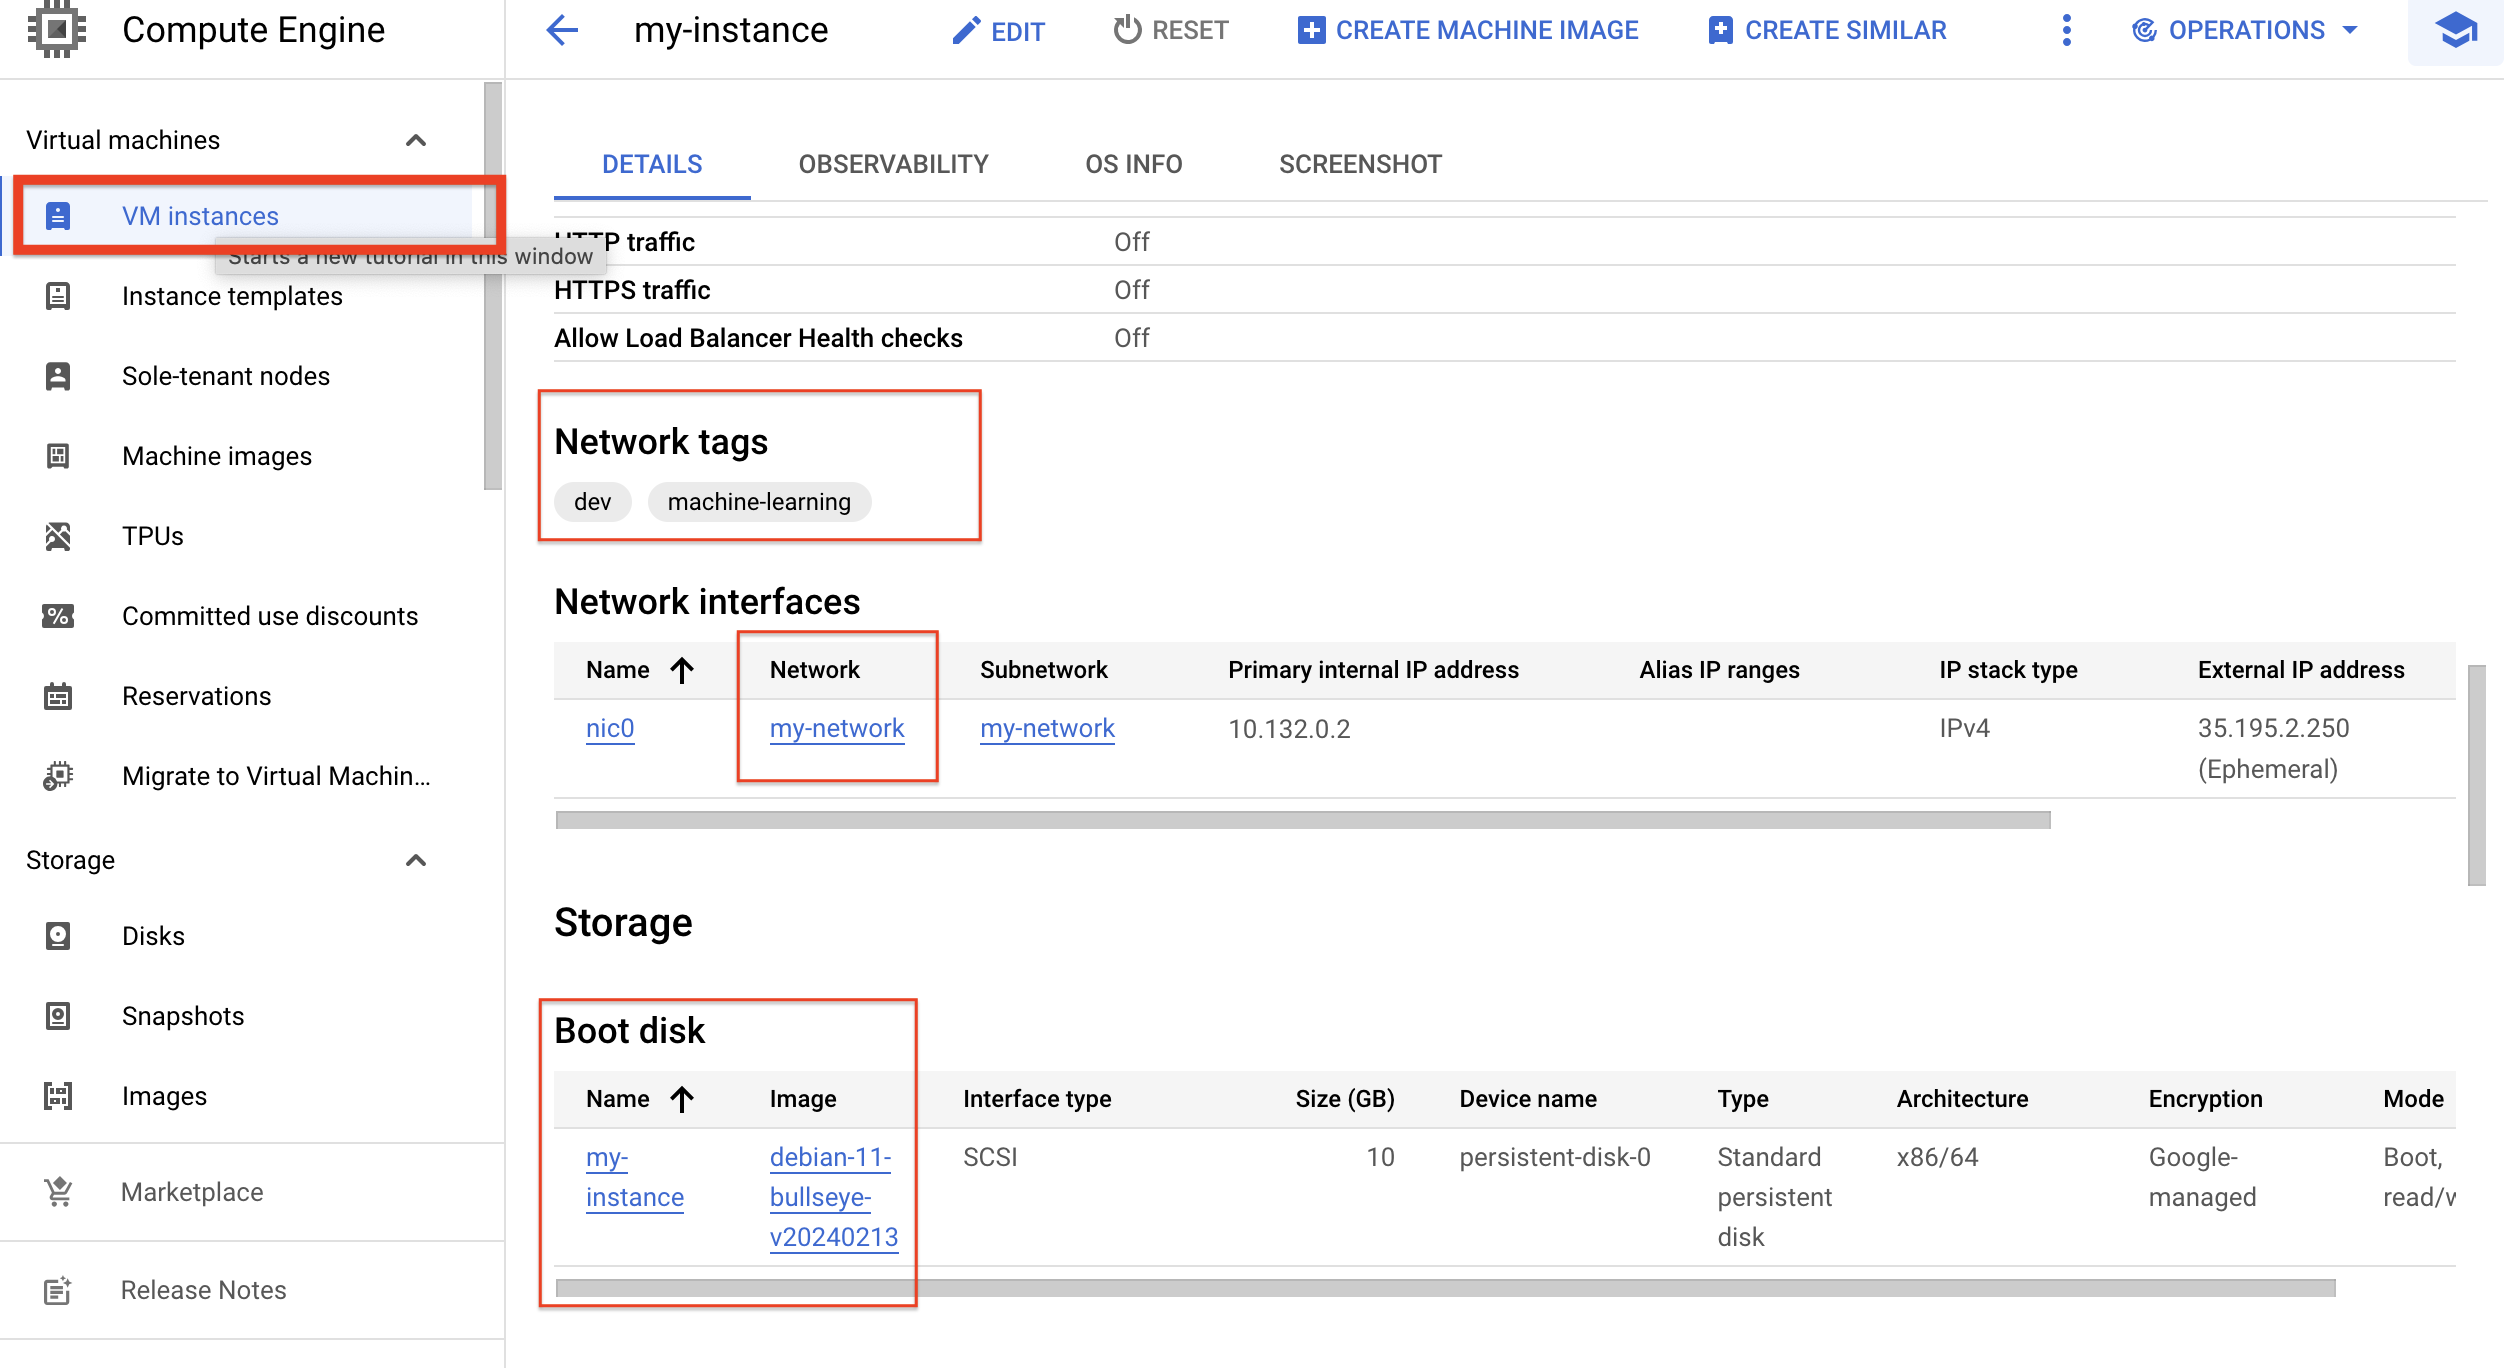 Compute Engine
my-instance
EDIT
RESET
CREATE MACHINE IMAGE
CREATE SIMILAR
OPERATIONS
Virtual machines
VM instances
Starts a new tutorial in this window
Instance templates
Sole-tenant nodes
Machine images
TPUs
Committed use discounts
Reservations
Migrate to Virtual Machin...
Storage
Disks
Snapshots
Images
Marketplace
Release Notes
DETAILS OBSERVABILITY OS INFO SCREENSHOT
HTTP traffic Off
HTTPS traffic Off
Allow Load Balancer Health checks Off
Network tags
dev machine-learning
Network interfaces
Name Network Subnetwork Primary internal IP address Alias IP ranges IP stack type External IP address
nic0 my-network my-network 10.132.0.2 IPv4 35.195.2.250
(Ephemeral)
Storage
Boot disk
Name Image Interface type Size (GB) Device name Type Architecture Encryption Mode
my- debian-11- SCSI 10 persistent-disk-0 Standard x86/64 Google- Boot,
instance bullseye- persistent managed read/w
v20240213 disk